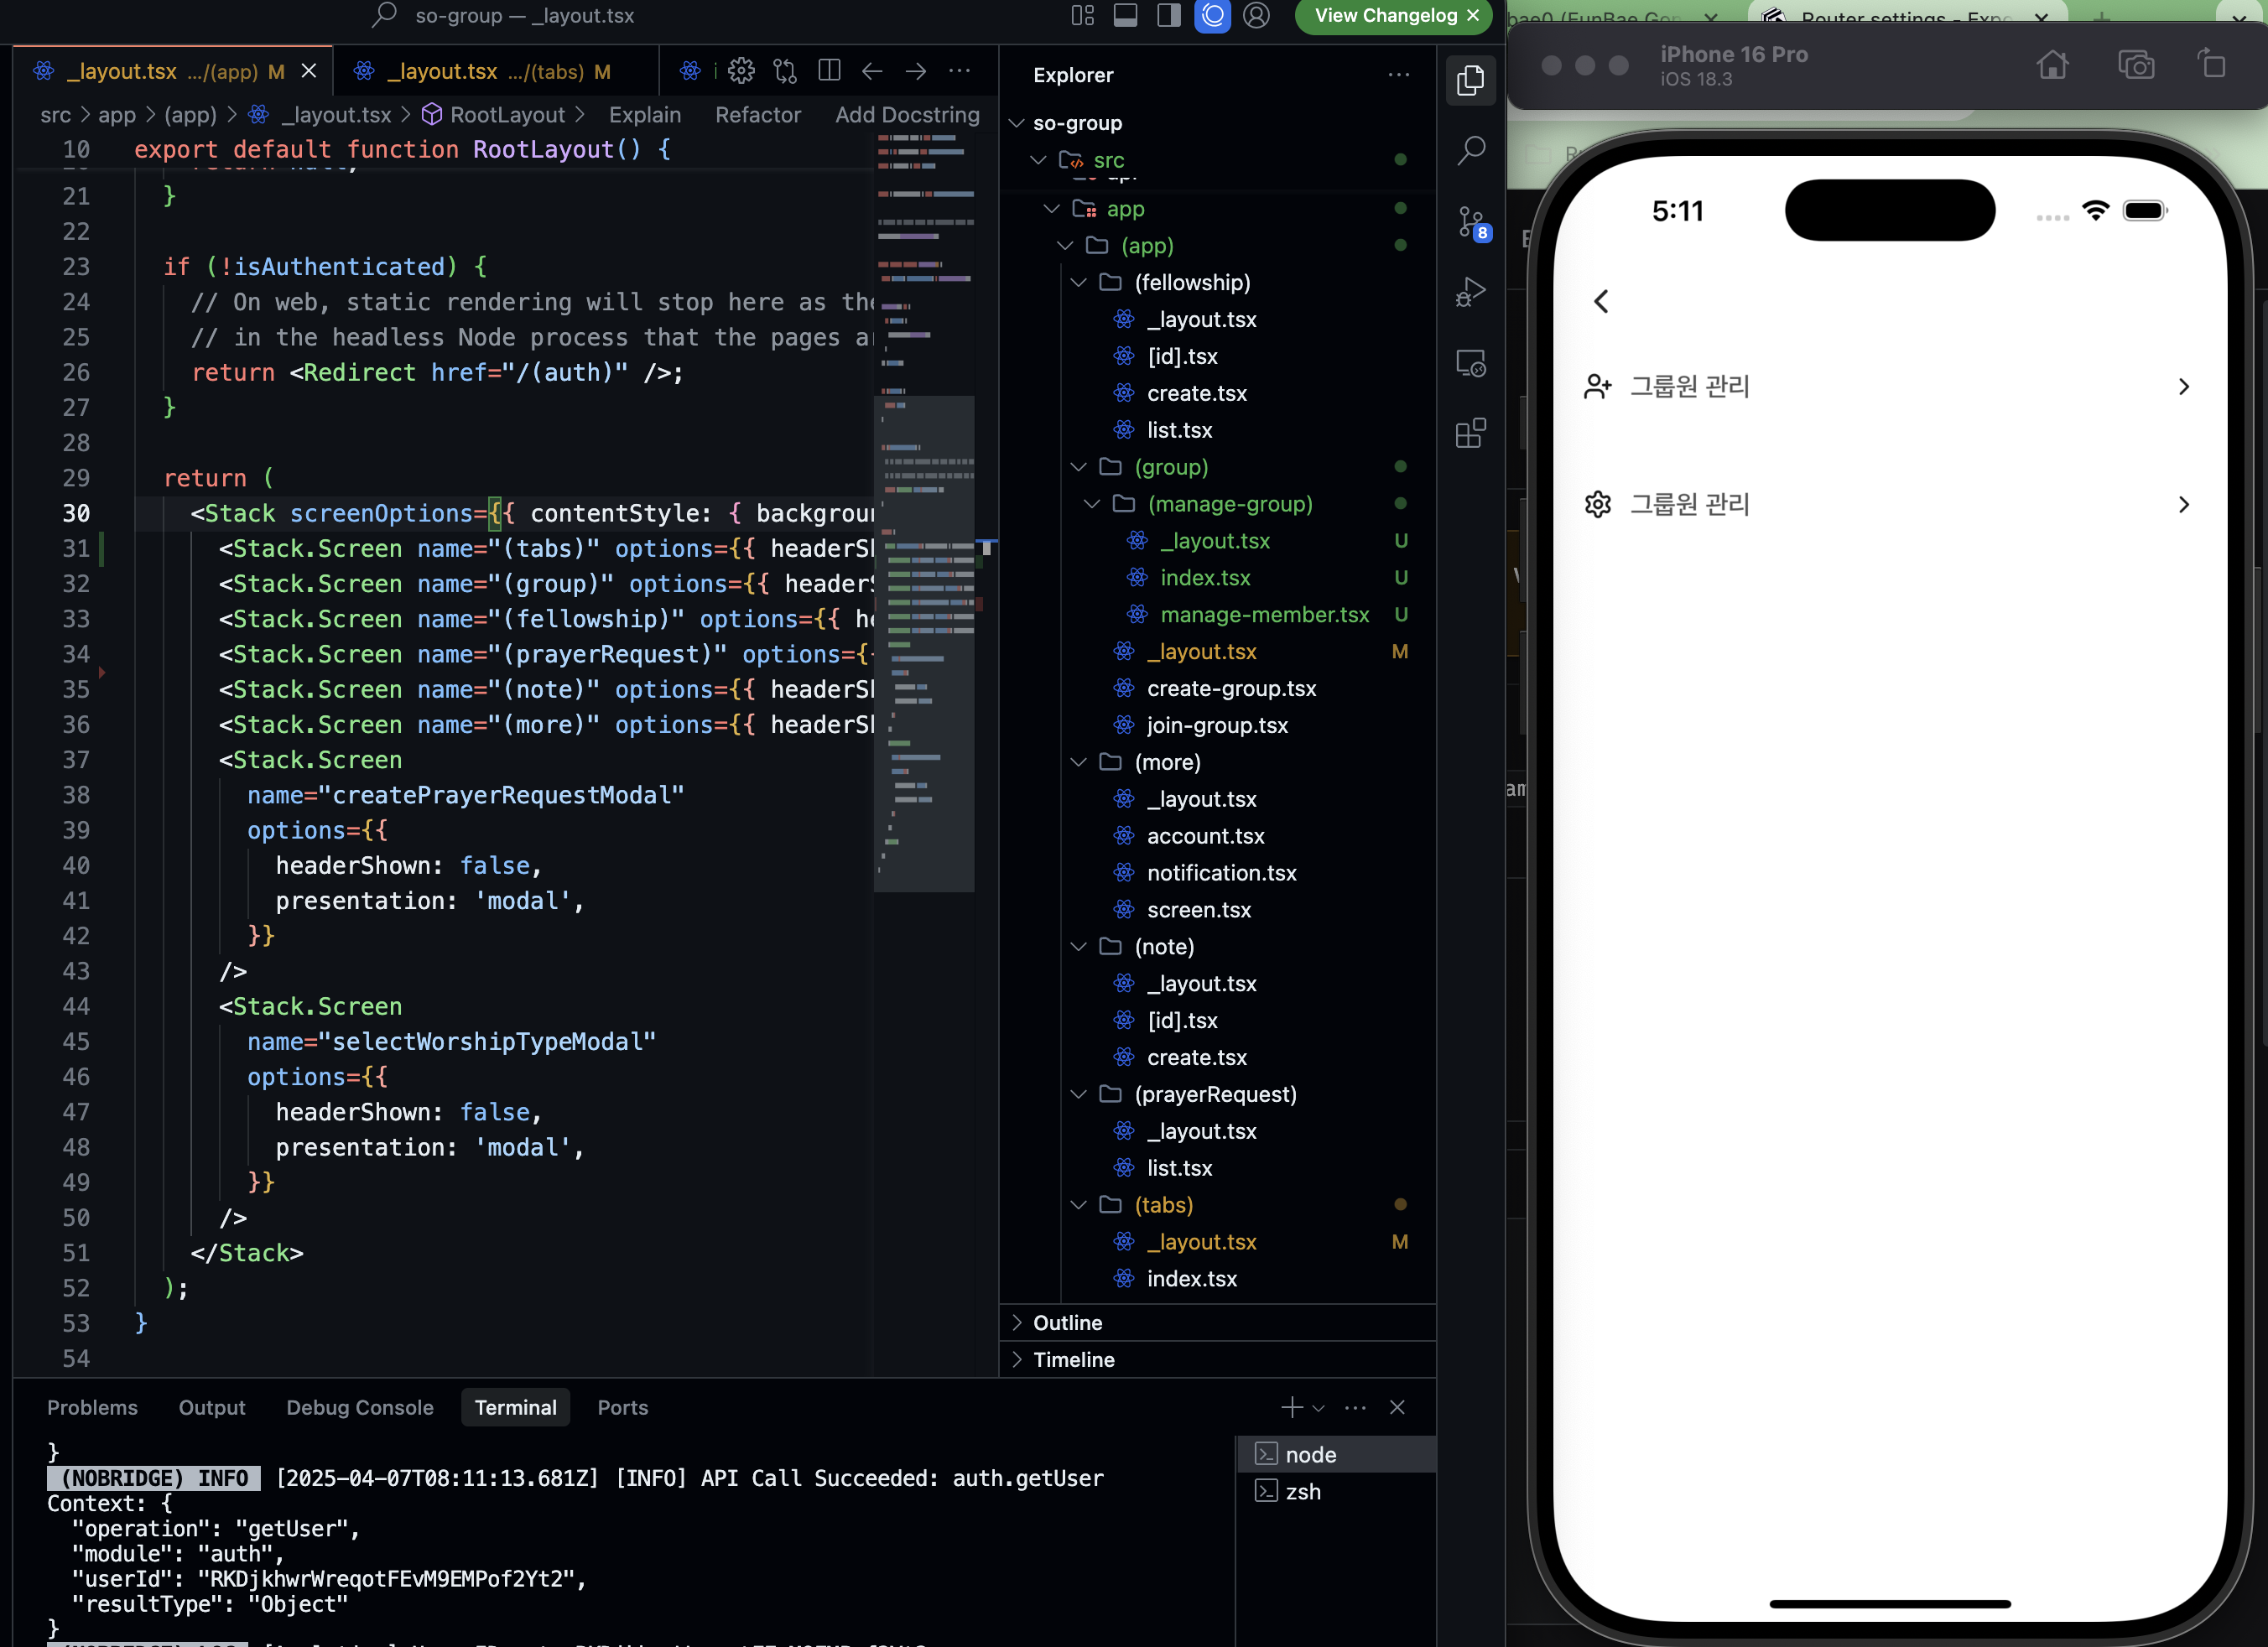 so-group — _layout.tsx
View Changelog ×
_layout.tsx .../(app) M
_layout.tsx .../(tabs) M
src > app > (app) > _layout.tsx > RootLayout > Explain Refactor Add Docstring
10 export default function RootLayout() {
21 }
22
23 if (!isAuthenticated) {
24 // On web, static rendering will stop here as the
25 // in the headless Node process that the pages
26 return <Redirect href="/(auth)" />;
27 }
28
29 return (
30 <Stack screenOptions={{ contentStyle: {
31 <Stack.Screen name="(tabs)" options={{
32 <Stack.Screen name="(group)" options={{
33 <Stack.Screen name="(fellowship)" options={{
34 <Stack.Screen name="(prayerRequest)" options={
35 <Stack.Screen name="(note)" options={{
36 <Stack.Screen name="(more)" options={{
37 <Stack.Screen
38 name="createPrayerRequestModal"
39 options={{
40 headerShown: false,
41 presentation: 'modal',
42 }}
43 />
44 <Stack.Screen
45 name="selectWorshipTypeModal"
46 options={{
47 headerShown: false,
48 presentation: 'modal',
49 }}
50 />
51 </Stack>
52 );
53 }
54
Explorer
so-group
src
app
(app)
(fellowship)
_layout.tsx
[id].tsx
create.tsx
list.tsx
(group)
(manage-group)
_layout.tsx U
index.tsx U
manage-member.tsx U
_layout.tsx M
create-group.tsx
join-group.tsx
(more)
_layout.tsx
account.tsx
notification.tsx
screen.tsx
(note)
_layout.tsx
[id].tsx
create.tsx
(prayerRequest)
_layout.tsx
list.tsx
(tabs)
_layout.tsx M
index.tsx
Outline
Timeline
8
Problems Output Debug Console Terminal Ports
}
(NOBRIDGE) INFO [2025-04-07T08:11:13.681Z] [INFO] API Call Succeeded: auth.getUser
Context: {
"operation": "getUser",
"module": "auth",
"userId": "RKDjkhwrWreqotFEvM9EMPof2Yt2",
"resultType": "Object"
}
node
zsh
iPhone 16 Pro
iOS 18.3
5:11
그룹원 관리
그룹원 관리